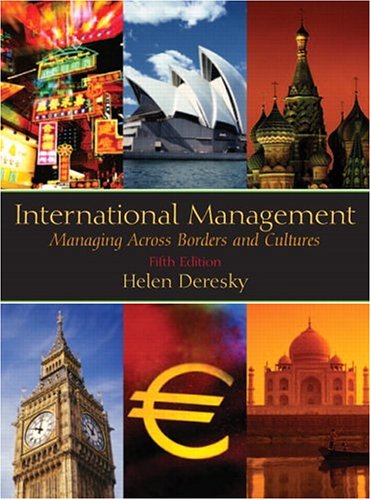 International Management
Managing Across Borders and Cultures
Fifth Edition
Helen Deresky
€